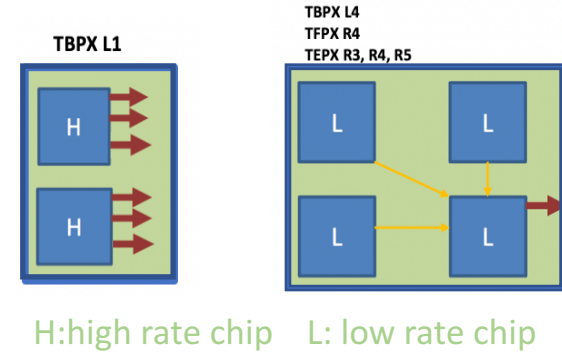 TBPX L4
TFPX R4
TEPX R3, R4, R5
TBPX L1
H
H
L
L
L
L
H:high rate chip
L: low rate chip